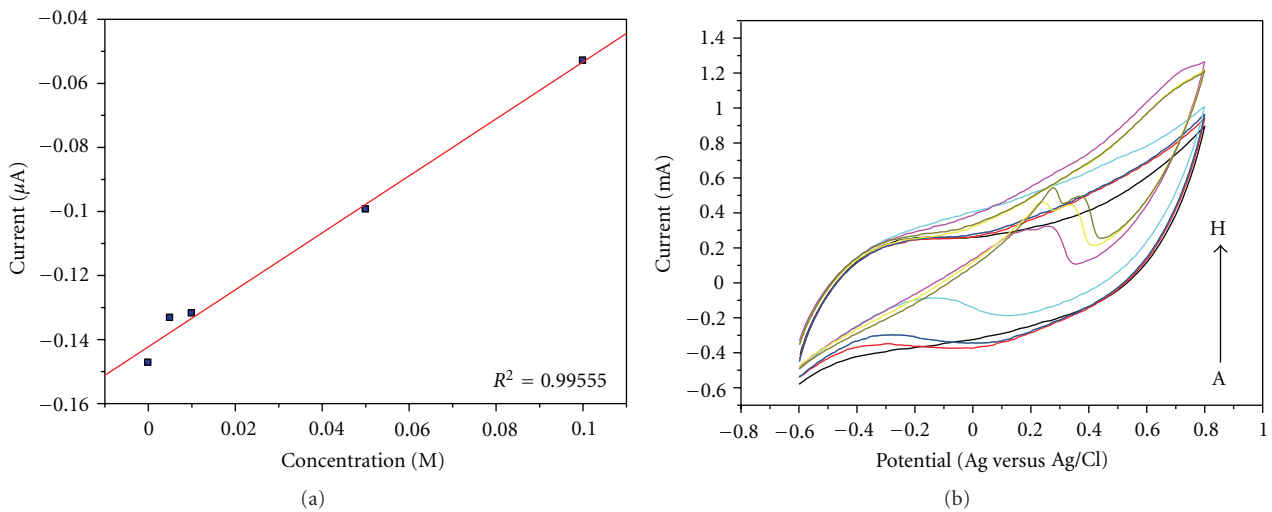 −0.04
−0.06
−0.08
−0.1
−0.12
−0.14
−0.16
Current (μA)
R² = 0.99555
0 0.02 0.04 0.06 0.08 0.1
Concentration (M)
(a)
1.4
1.2
1
0.8
0.6
0.4
0.2
0
−0.2
−0.4
−0.6
Current (mA)
H
A
−0.8 −0.6 −0.4 −0.2 0 0.2 0.4 0.6 0.8 1
Potential (Ag versus Ag/Cl)
(b)